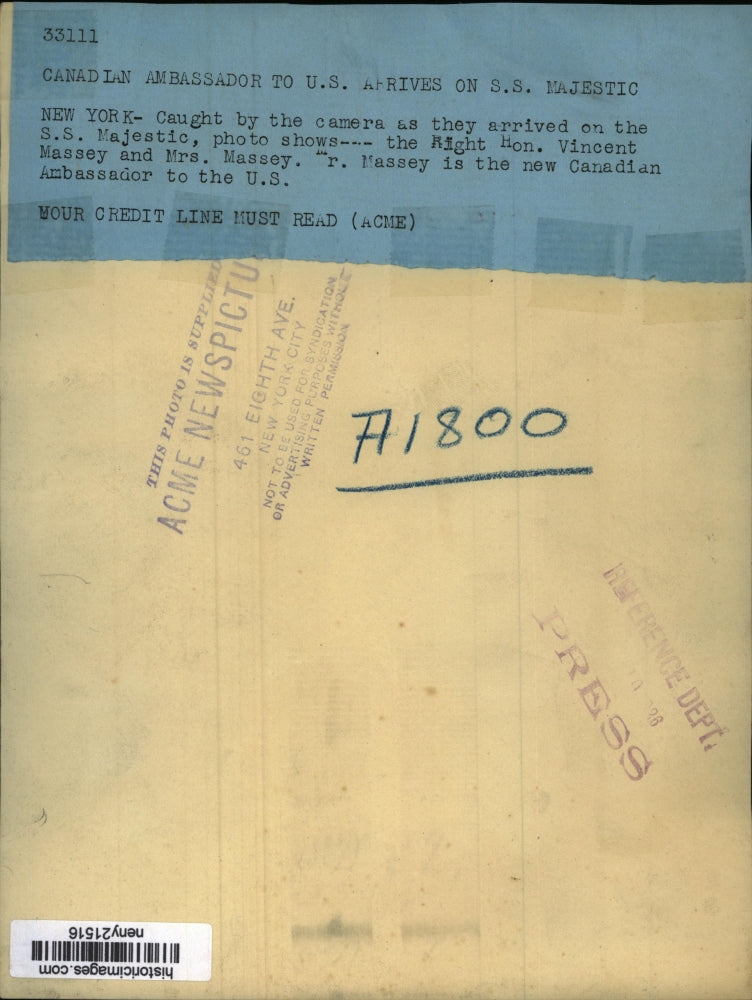 33111
CANADIAN AMBASSADOR TO U.S. ARRIVES ON S.S. MAJESTIC
NEW YORK- Caught by the camera as they arrived on the
S.S. Majestic, photo shows---- the Right Hon. Vincent
Massey and Mrs. Massey. Mr. Massey is the new Canadian
Ambassador to the U.S.
WOUR CREDIT LINE MUST READ (ACME)
THIS PHOTO IS SUPPLIED
ACME NEWSPICTU
461 EIGHTH AVE.
NEW YORK CITY
NOT TO BE USED FOR SYNDICATION
OR ADVERTISING PURPOSES WITHOUT
WRITTEN PERMISSION
A1800
REFERENCE DEPT.
PRESS
historicimages.com
neny21516